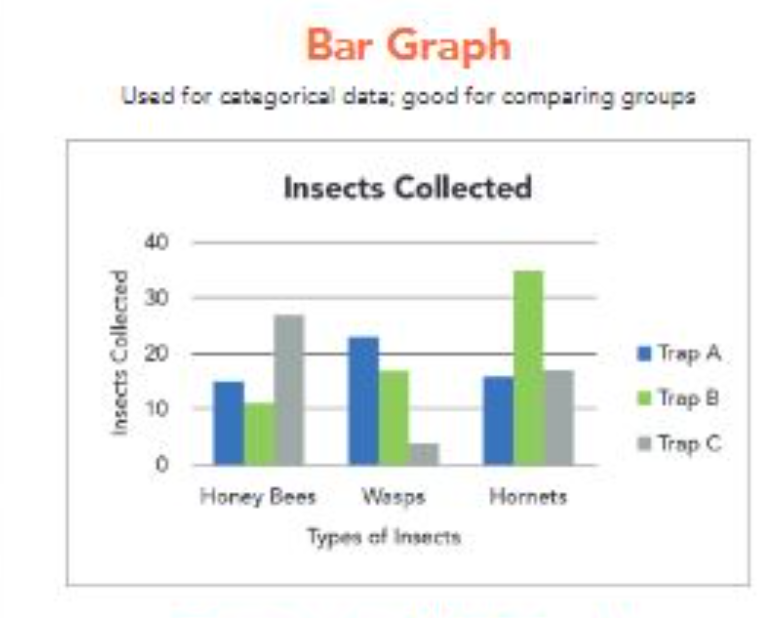 Bar Graph
Used for categorical data; good for comparing groups
Insects Collected
40
30
20
10
0
Insects Collected
Honey Bees Wasps Hornets
Types of Insects
Trap A
Trap B
Trap C